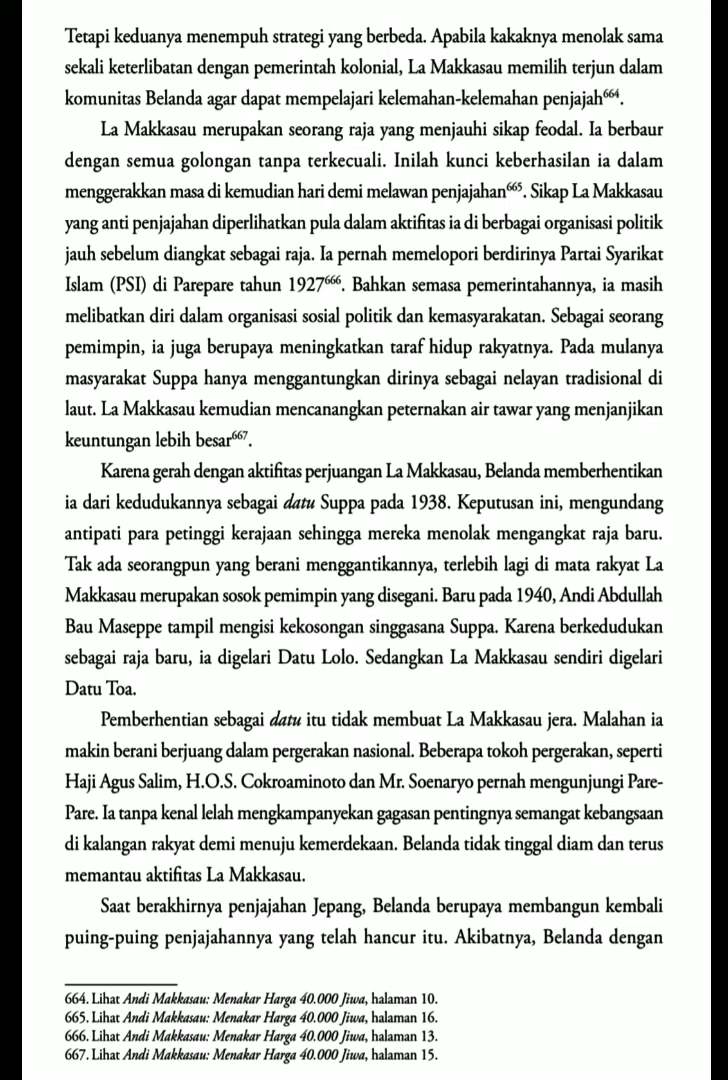 Tetapi keduanya menempuh strategi yang berbeda. Apabila kakaknya menolak sama
sekali keterlibatan dengan pemerintah kolonial, La Makkasau memilih terjun dalam
komunitas Belanda agar dapat mempelajari kelemahan-kelemahan penjajah⁶⁶⁴.
La Makkasau merupakan seorang raja yang menjauhi sikap feodal. Ia berbaur
dengan semua golongan tanpa terkecuali. Inilah kunci keberhasilan ia dalam
menggerakkan masa di kemudian hari demi melawan penjajahan⁶⁶⁵. Sikap La Makkasau
yang anti penjajahan diperlihatkan pula dalam aktifitas ia di berbagai organisasi politik
jauh sebelum diangkat sebagai raja. Ia pernah memelopori berdirinya Partai Syarikat
Islam (PSI) di Parepare tahun 1927⁶⁶⁶. Bahkan semasa pemerintahannya, ia masih
melibatkan diri dalam organisasi sosial politik dan kemasyarakatan. Sebagai seorang
pemimpin, ia juga berupaya meningkatkan taraf hidup rakyatnya. Pada mulanya
masyarakat Suppa hanya menggantungkan dirinya sebagai nelayan tradisional di
laut. La Makkasau kemudian mencanangkan peternakan air tawar yang menjanjikan
keuntungan lebih besar⁶⁶⁷.
Karena gerah dengan aktifitas perjuangan La Makkasau, Belanda memberhentikan
ia dari kedudukannya sebagai datu Suppa pada 1938. Keputusan ini, mengundang
antipati para petinggi kerajaan sehingga mereka menolak mengangkat raja baru.
Tak ada seorangpun yang berani menggantikannya, terlebih lagi di mata rakyat La
Makkasau merupakan sosok pemimpin yang disegani. Baru pada 1940, Andi Abdullah
Bau Maseppe tampil mengisi kekosongan singgasana Suppa. Karena berkedudukan
sebagai raja baru, ia digelari Datu Lolo. Sedangkan La Makkasau sendiri digelari
Datu Toa.
Pemberhentian sebagai datu itu tidak membuat La Makkasau jera. Malahan ia
makin berani berjuang dalam pergerakan nasional. Beberapa tokoh pergerakan, seperti
Haji Agus Salim, H.O.S. Cokroaminoto dan Mr. Soenaryo pernah mengunjungi Pare-
Pare. Ia tanpa kenal lelah mengkampanyekan gagasan pentingnya semangat kebangsaan
di kalangan rakyat demi menuju kemerdekaan. Belanda tidak tinggal diam dan terus
memantau aktifitas La Makkasau.
Saat berakhirnya penjajahan Jepang, Belanda berupaya membangun kembali
puing-puing penjajahannya yang telah hancur itu. Akibatnya, Belanda dengan
664. Lihat Andi Makkasau: Menakar Harga 40.000 Jiwa, halaman 10.
665. Lihat Andi Makkasau: Menakar Harga 40.000 Jiwa, halaman 16.
666. Lihat Andi Makkasau: Menakar Harga 40.000 Jiwa, halaman 13.
667. Lihat Andi Makkasau: Menakar Harga 40.000 Jiwa, halaman 15.